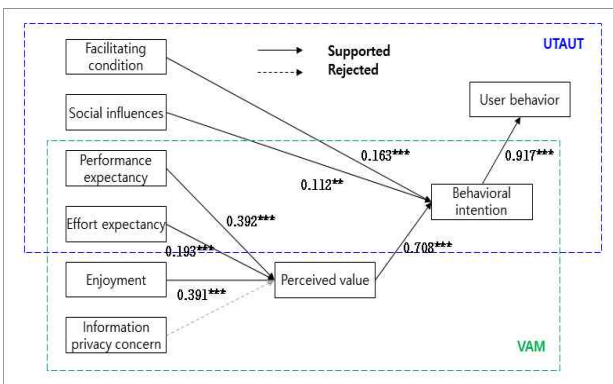 Facilitating
condition
Supported
Rejected
UTAUT
Social influences
User behavior
Performance
expectancy
0.163***
0.917***
0.112**
Behavioral
intention
Effort expectancy
0.392***
0.193***
0.708***
Enjoyment
0.391***
Perceived value
Information
privacy concern
VAM